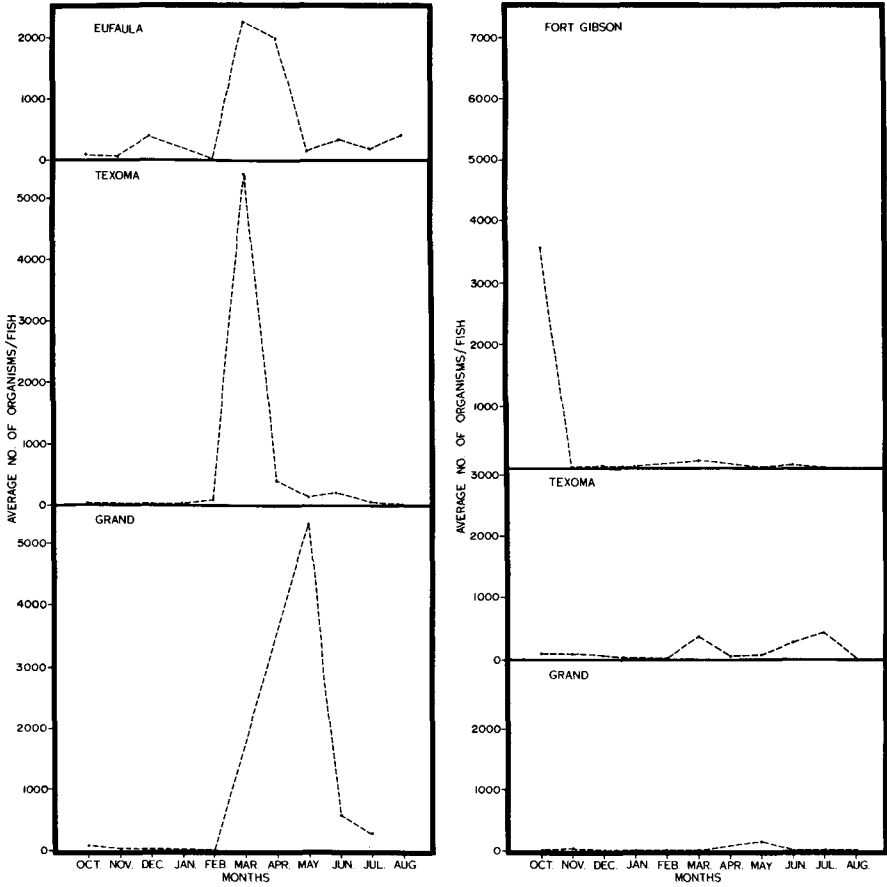 EUFAULA
2000
1000
0
TEXOMA
5000
4000
3000
2000
1000
0
GRAND
5000
4000
3000
2000
1000
0
AVERAGE NO. OF ORGANISMS/FISH
OCT. NOV. DEC. JAN. FEB. MAR. APR. MAY JUN. JUL. AUG.
MONTHS
FORT GIBSON
7000
6000
5000
4000
3000
2000
1000
3000
TEXOMA
2000
1000
0
GRAND
2000
1000
0
AVERAGE NO. OF ORGANISMS/FISH
OCT. NOV. DEC. JAN. FEB. MAR. APR. MAY JUN. JUL. AUG.
MONTHS